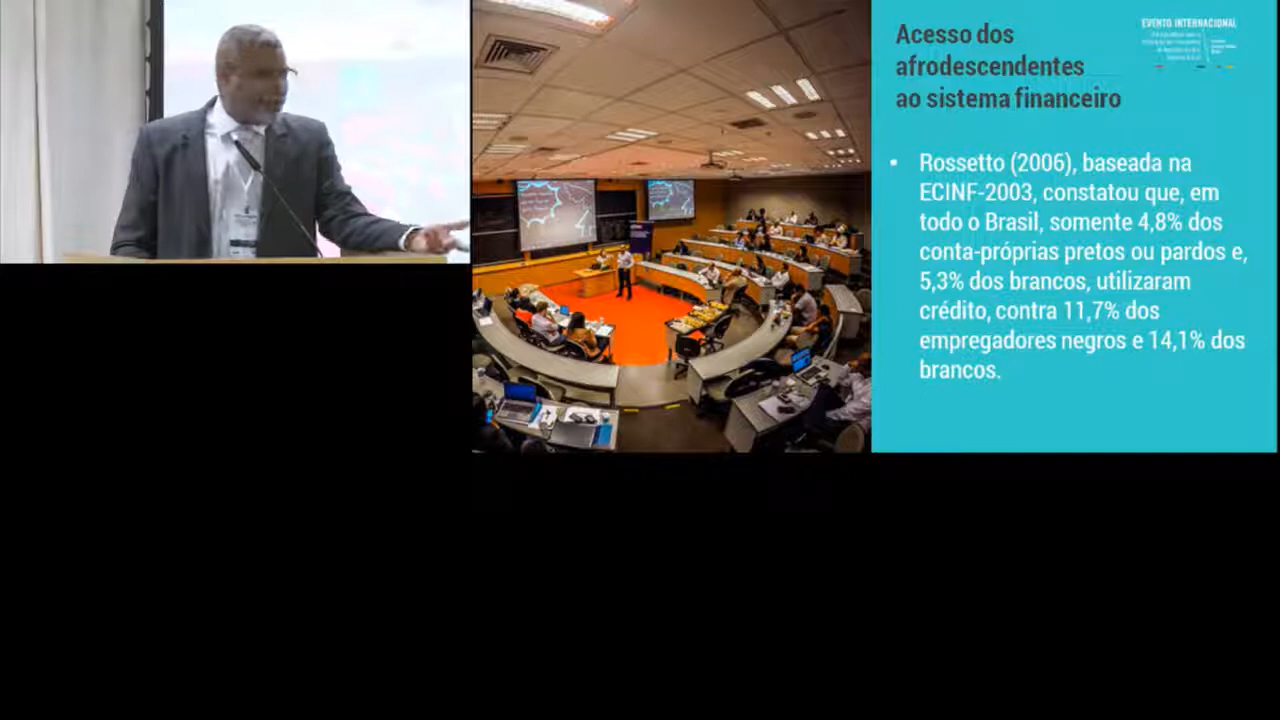 Acesso dos
afrodescendentes
ao sistema financeiro
EVENTO INTERNACIONAL
• Rossetto (2006), baseada na
ECINF-2003, constatou que, em
todo o Brasil, somente 4,8% dos
conta-próprias pretos ou pardos e,
5,3% dos brancos, utilizaram
crédito, contra 11,7% dos
empregadores negros e 14,1% dos
brancos.